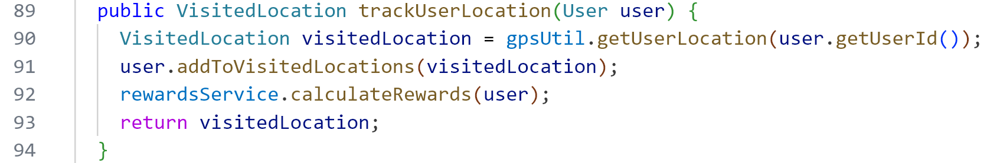 89 public VisitedLocation trackUserLocation(User user) {
90 VisitedLocation visitedLocation = gpsUtil.getUserLocation(user.getUserId());
91 user.addToVisitedLocations(visitedLocation);
92 rewardsService.calculateRewards(user);
93 return visitedLocation;
94 }